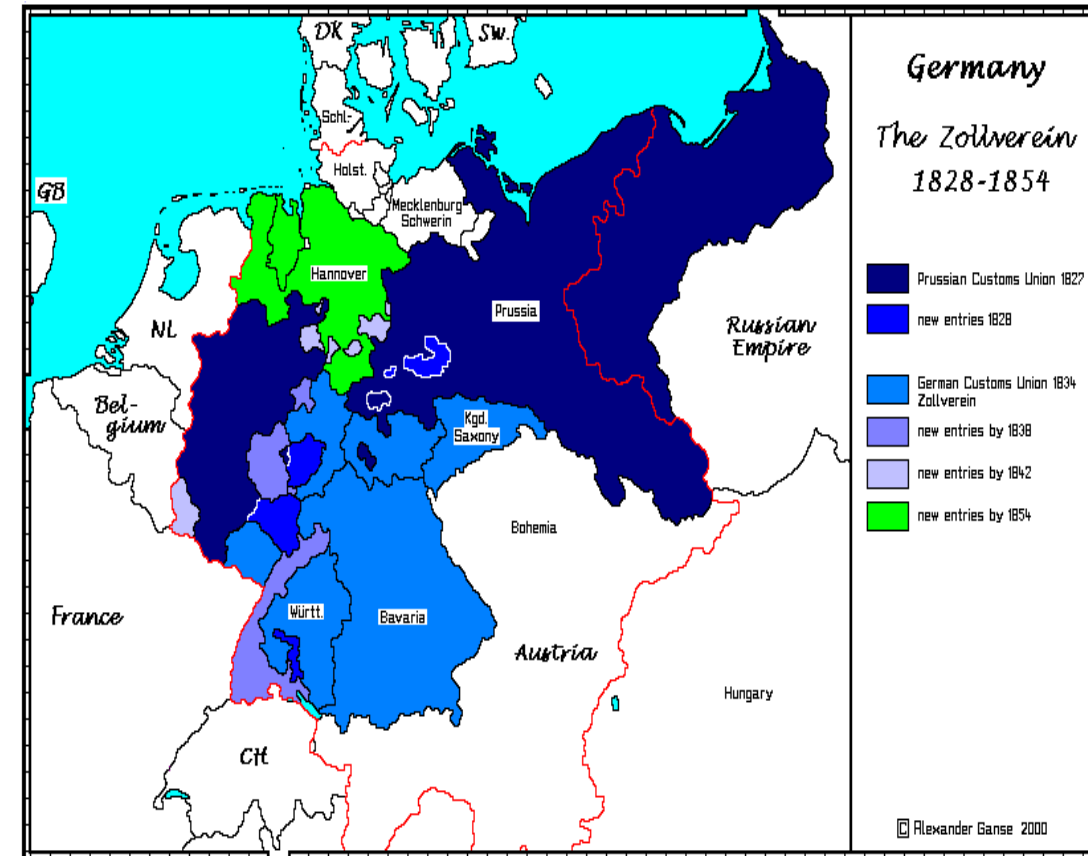 DK
Sw.
Schl.-
Holst.
GB
Mecklenburg
Schwerin
Hannover
Prussia
NL
Russian
Empire
Bel-
gium
Kgd.
Saxony
Bohemia
France
Württ.
Bavaria
Austria
Hungary
CH
Germany
The Zollverein
1828-1854
Prussian Customs Union 1827
new entries 1828
German Customs Union 1834
Zollverein
new entries by 1838
new entries by 1842
new entries by 1854
C Alexander Ganse 2000